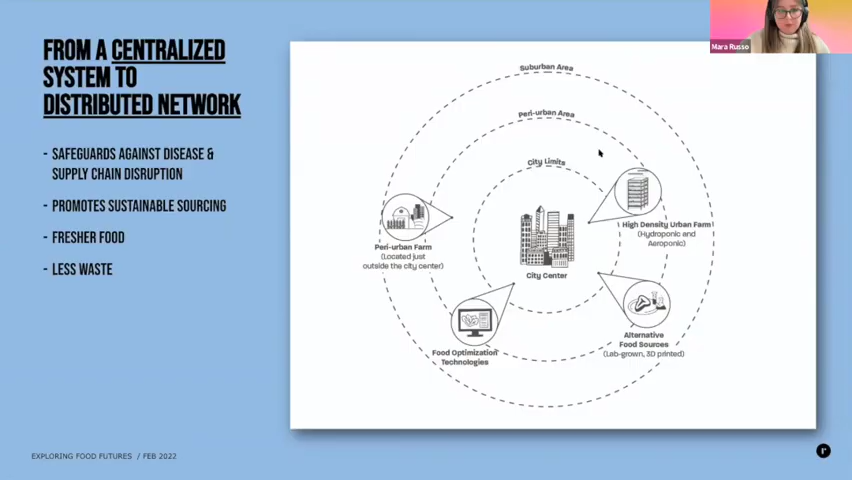 FROM A CENTRALIZED
SYSTEM TO
DISTRIBUTED NETWORK
- SAFEGUARDS AGAINST DISEASE &
SUPPLY CHAIN DISRUPTION
- PROMOTES SUSTAINABLE SOURCING
- FRESHER FOOD
- LESS WASTE
Suburban Area
Peri-urban Area
City Limits
High Density Urban Farm
(Hydroponic and
Aeroponic)
Peri-urban Farm
(Located just
outside the city center)
City Center
Alternative
Food Sources
(Lab-grown, 3D printed)
Food Optimization
Technologies
Mara Russo
EXPLORING FOOD FUTURES / FEB 2022
r